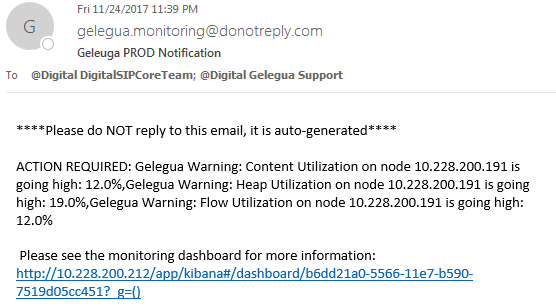 G
Fri 11/24/2017 11:39 PM
gelegua.monitoring@donotreply.com
Geleuga PROD Notification
To @Digital DigitalSIPCoreTeam; @Digital Gelegua Support
****Please do NOT reply to this email, it is auto-generated****
ACTION REQUIRED: Gelegua Warning: Content Utilization on node 10.228.200.191 is
going high: 12.0%,Gelegua Warning: Heap Utilization on node 10.228.200.191 is going
high: 19.0%,Gelegua Warning: Flow Utilization on node 10.228.200.191 is going high:
12.0%
Please see the monitoring dashboard for more information:
http://10.228.200.212/app/kibana#/dashboard/b6dd21a0-5566-11e7-b590-
7519d05cc451?_g=()